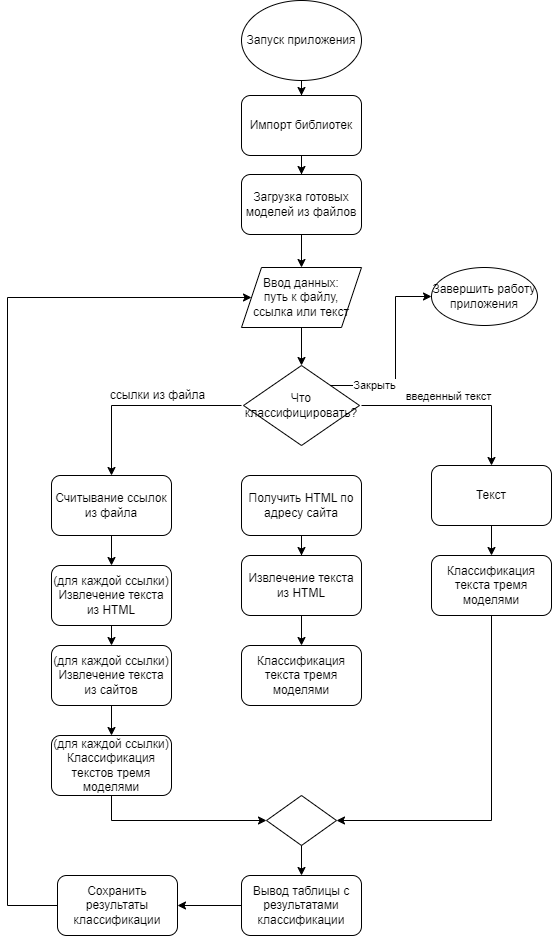 Запуск приложения
Импорт библиотек
Загрузка готовых
моделей из файлов
Ввод данных:
путь к файлу,
ссылка или текст
Завершить работу
приложения
Закрыть
Что
классифицировать?
ссылки из файла
введенный текст
Считывание ссылок
из файла
Получить HTML по
адресу сайта
Текст
(для каждой ссылки)
Извлечение текста
из HTML
Извлечение текста
из HTML
Классификация
текста тремя
моделями
(для каждой ссылки)
Извлечение текста
из сайтов
Классификация
текста тремя
моделями
(для каждой ссылки)
Классификация
текстов тремя
моделями
Сохранить
результаты
классификации
Вывод таблицы с
результатами
классификации